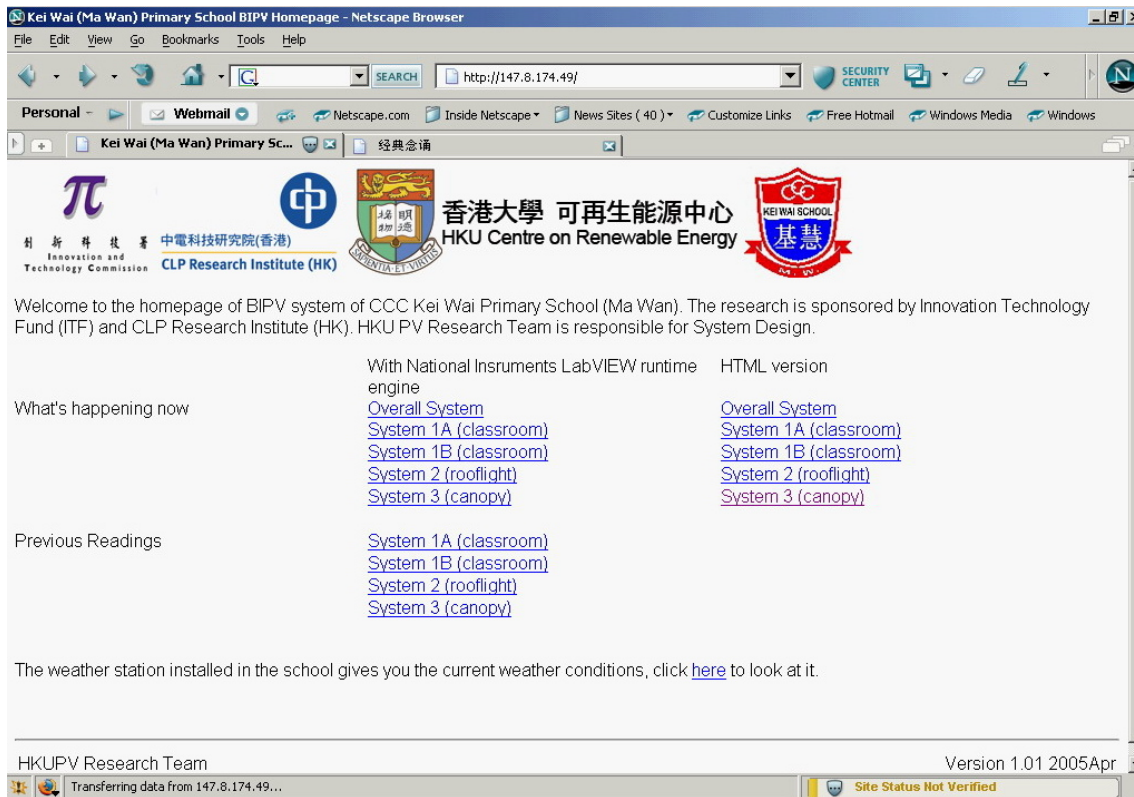 Kei Wai (Ma Wan) Primary School BIPV Homepage - Netscape Browser
File Edit View Go Bookmarks Tools Help
SEARCH http://147.8.174.49/ SECURITY CENTER
Personal Webmail Netscape.com Inside Netscape News Sites ( 40 ) Customize Links Free Hotmail Windows Media Windows
Kei Wai (Ma Wan) Primary Sc... 经典念诵
π
創新科技署
Innovation and
Technology Commission
中電科技研究院(香港)
CLP Research Institute (HK)
SAPIENTIA·ET·VIRTUS
香港大學 可再生能源中心
HKU Centre on Renewable Energy
CCC
KEI WAI SCHOOL
基慧
M. W.
Welcome to the homepage of BIPV system of CCC Kei Wai Primary School (Ma Wan). The research is sponsored by Innovation Technology
Fund (ITF) and CLP Research Institute (HK). HKU PV Research Team is responsible for System Design.
With National Insruments LabVIEW runtime HTML version
engine
What's happening now Overall System Overall System
System 1A (classroom) System 1A (classroom)
System 1B (classroom) System 1B (classroom)
System 2 (rooflight) System 2 (rooflight)
System 3 (canopy) System 3 (canopy)
Previous Readings System 1A (classroom)
System 1B (classroom)
System 2 (rooflight)
System 3 (canopy)
The weather station installed in the school gives you the current weather conditions, click here to look at it.
HKUPV Research Team Version 1.01 2005Apr
Transferring data from 147.8.174.49... Site Status Not Verified